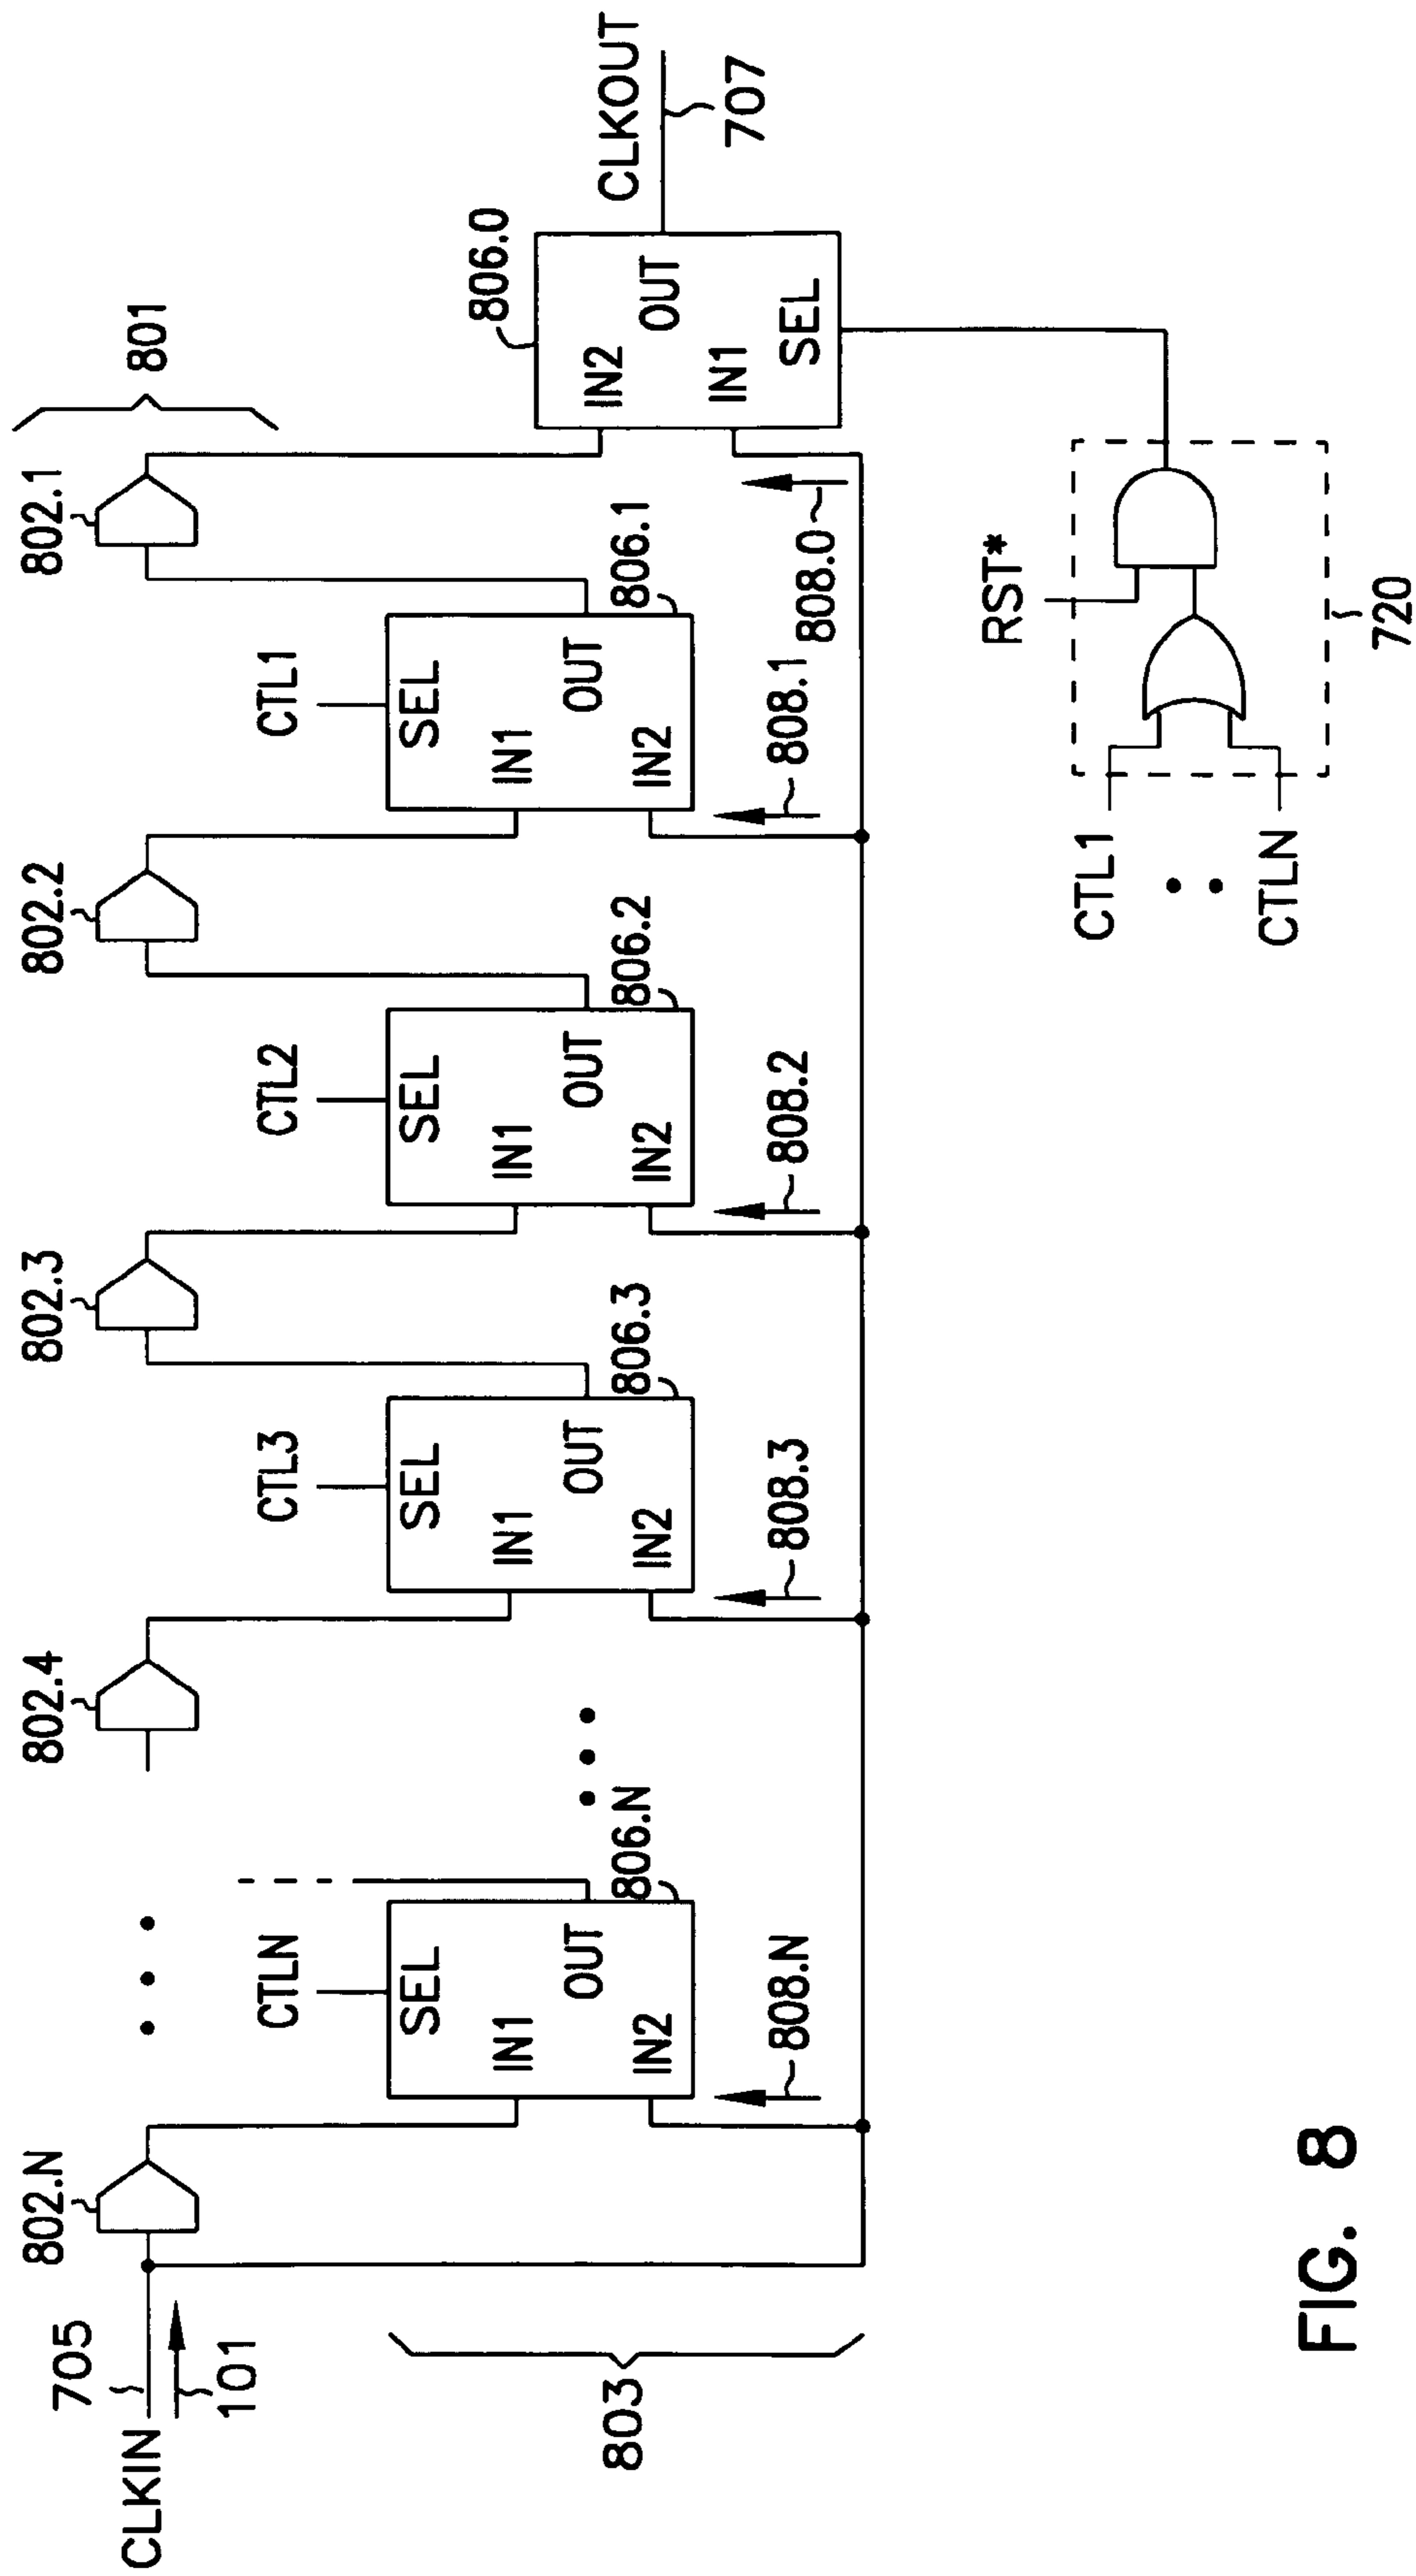 801
802.N
802.4
802.3
802.2
802.1
705
CLKIN
101
CTLN
CTL3
CTL2
CTL1
SEL
IN1
OUT
IN2
806.N
SEL
IN1
OUT
IN2
806.3
SEL
IN1
OUT
IN2
806.2
SEL
IN1
OUT
IN2
806.1
806.0
IN2
OUT
IN1
SEL
CLKOUT
707
803
808.N
808.3
808.2
808.1
808.0
RST*
CTL1
CTLN
720
FIG. 8